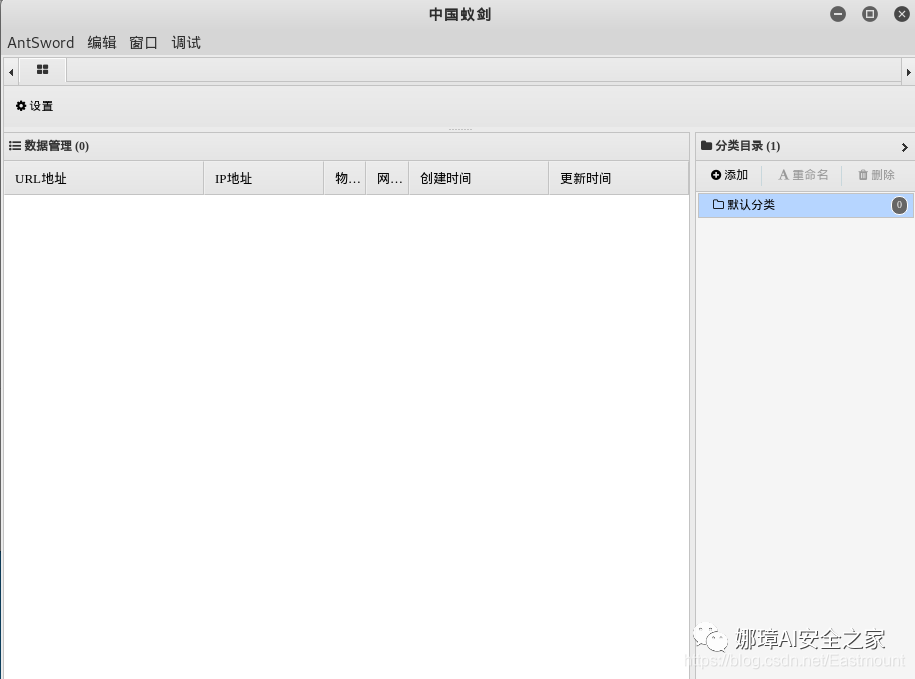 中国蚁剑
AntSword 编辑 窗口 调试
设置
数据管理 (0)
URL地址 IP地址 物... 网... 创建时间 更新时间
分类目录 (1)
添加 重命名 删除
默认分类 0
娜璋AI安全之家
https://blog.csdn.net/Eastmount